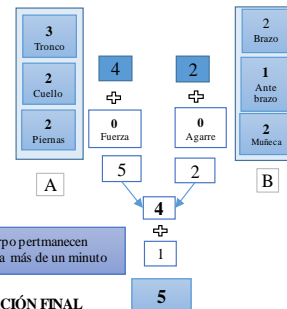 3
Tronco
2
Cuello
2
Piernas
A
4
0
Fuerza
5
2
0
Agarre
2
2
Brazo
1
Ante
brazo
2
Muñeca
B
4
1
rpo pertmanecen
a más de un minuto
CIÓN FINAL
5